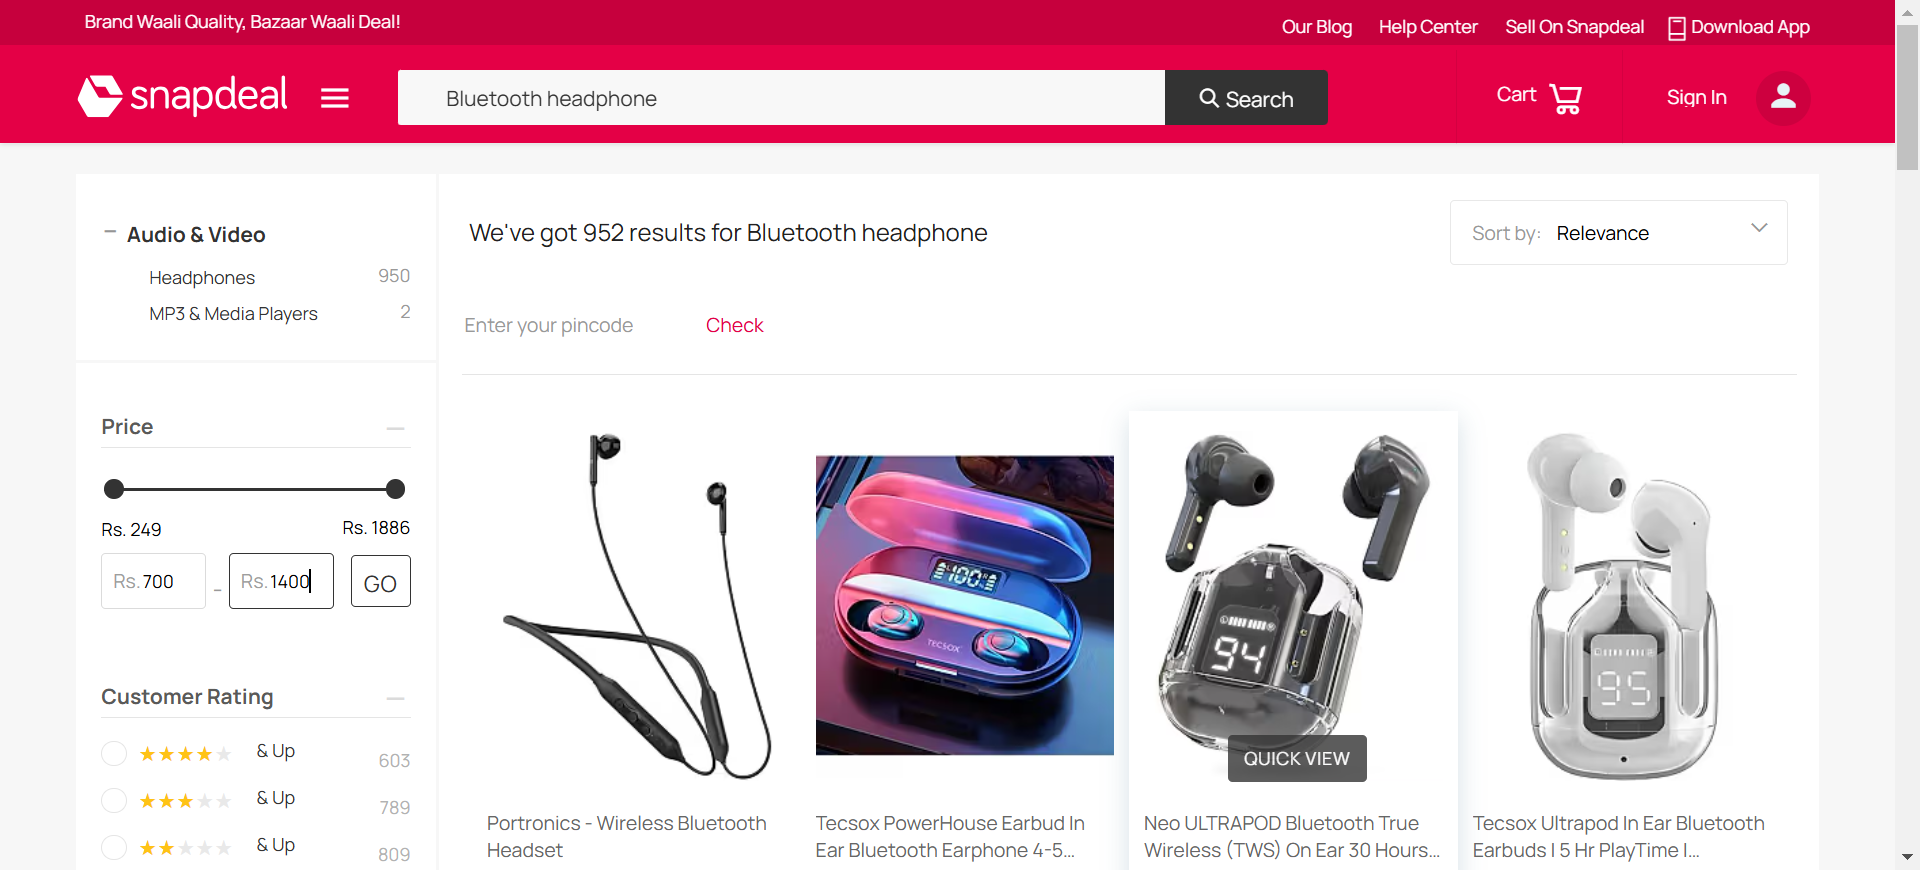 Brand Waali Quality, Bazaar Waali Deal!
Our Blog
Help Center
Sell On Snapdeal
Download App
snapdeal
Bluetooth headphone
Search
Cart
Sign In
Audio & Video
Headphones 950
MP3 & Media Players 2
Price
Rs. 249 Rs. 1886
Rs. 700 - Rs. 1400 GO
Customer Rating
& Up 603
& Up 789
& Up 809
We've got 952 results for Bluetooth headphone
Sort by: Relevance
Enter your pincode Check
100
TECSOX
94
95
QUICK VIEW
Portronics - Wireless Bluetooth
Headset
Tecsox PowerHouse Earbud In
Ear Bluetooth Earphone 4-5...
Neo ULTRAPOD Bluetooth True
Wireless (TWS) On Ear 30 Hours...
Tecsox Ultrapod In Ear Bluetooth
Earbuds I 5 Hr PlayTime I...